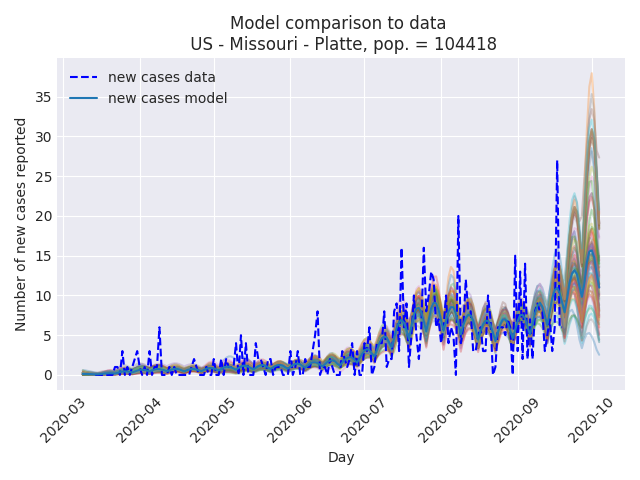 Model comparison to data
US - Missouri - Platte, pop. = 104418
new cases data
new cases model
Number of new cases reported
35
30
25
20
15
10
5
0
2020-03
2020-04
2020-05
2020-06
2020-07
2020-08
2020-09
2020-10
Day